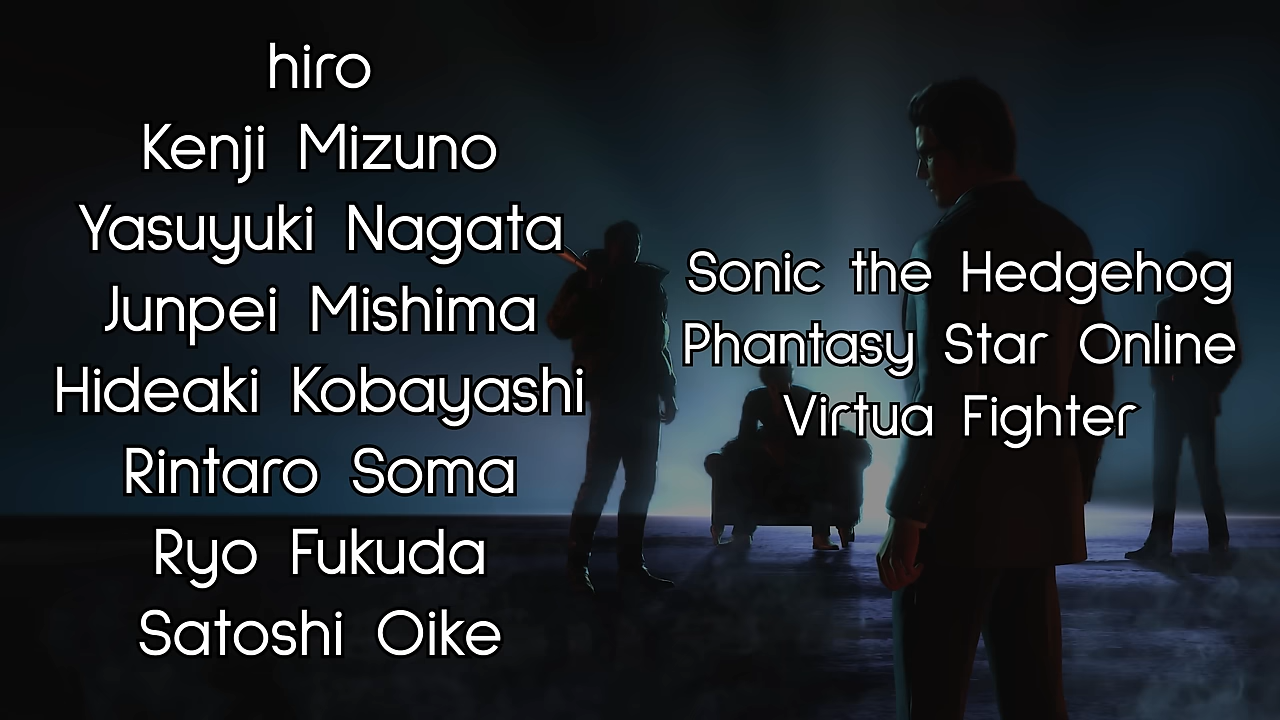 hiro
Kenji Mizuno
Yasuyuki Nagata
Junpei Mishima
Hideaki Kobayashi
Rintaro Soma
Ryo Fukuda
Satoshi Oike
Sonic the Hedgehog
Phantasy Star Online
Virtua Fighter